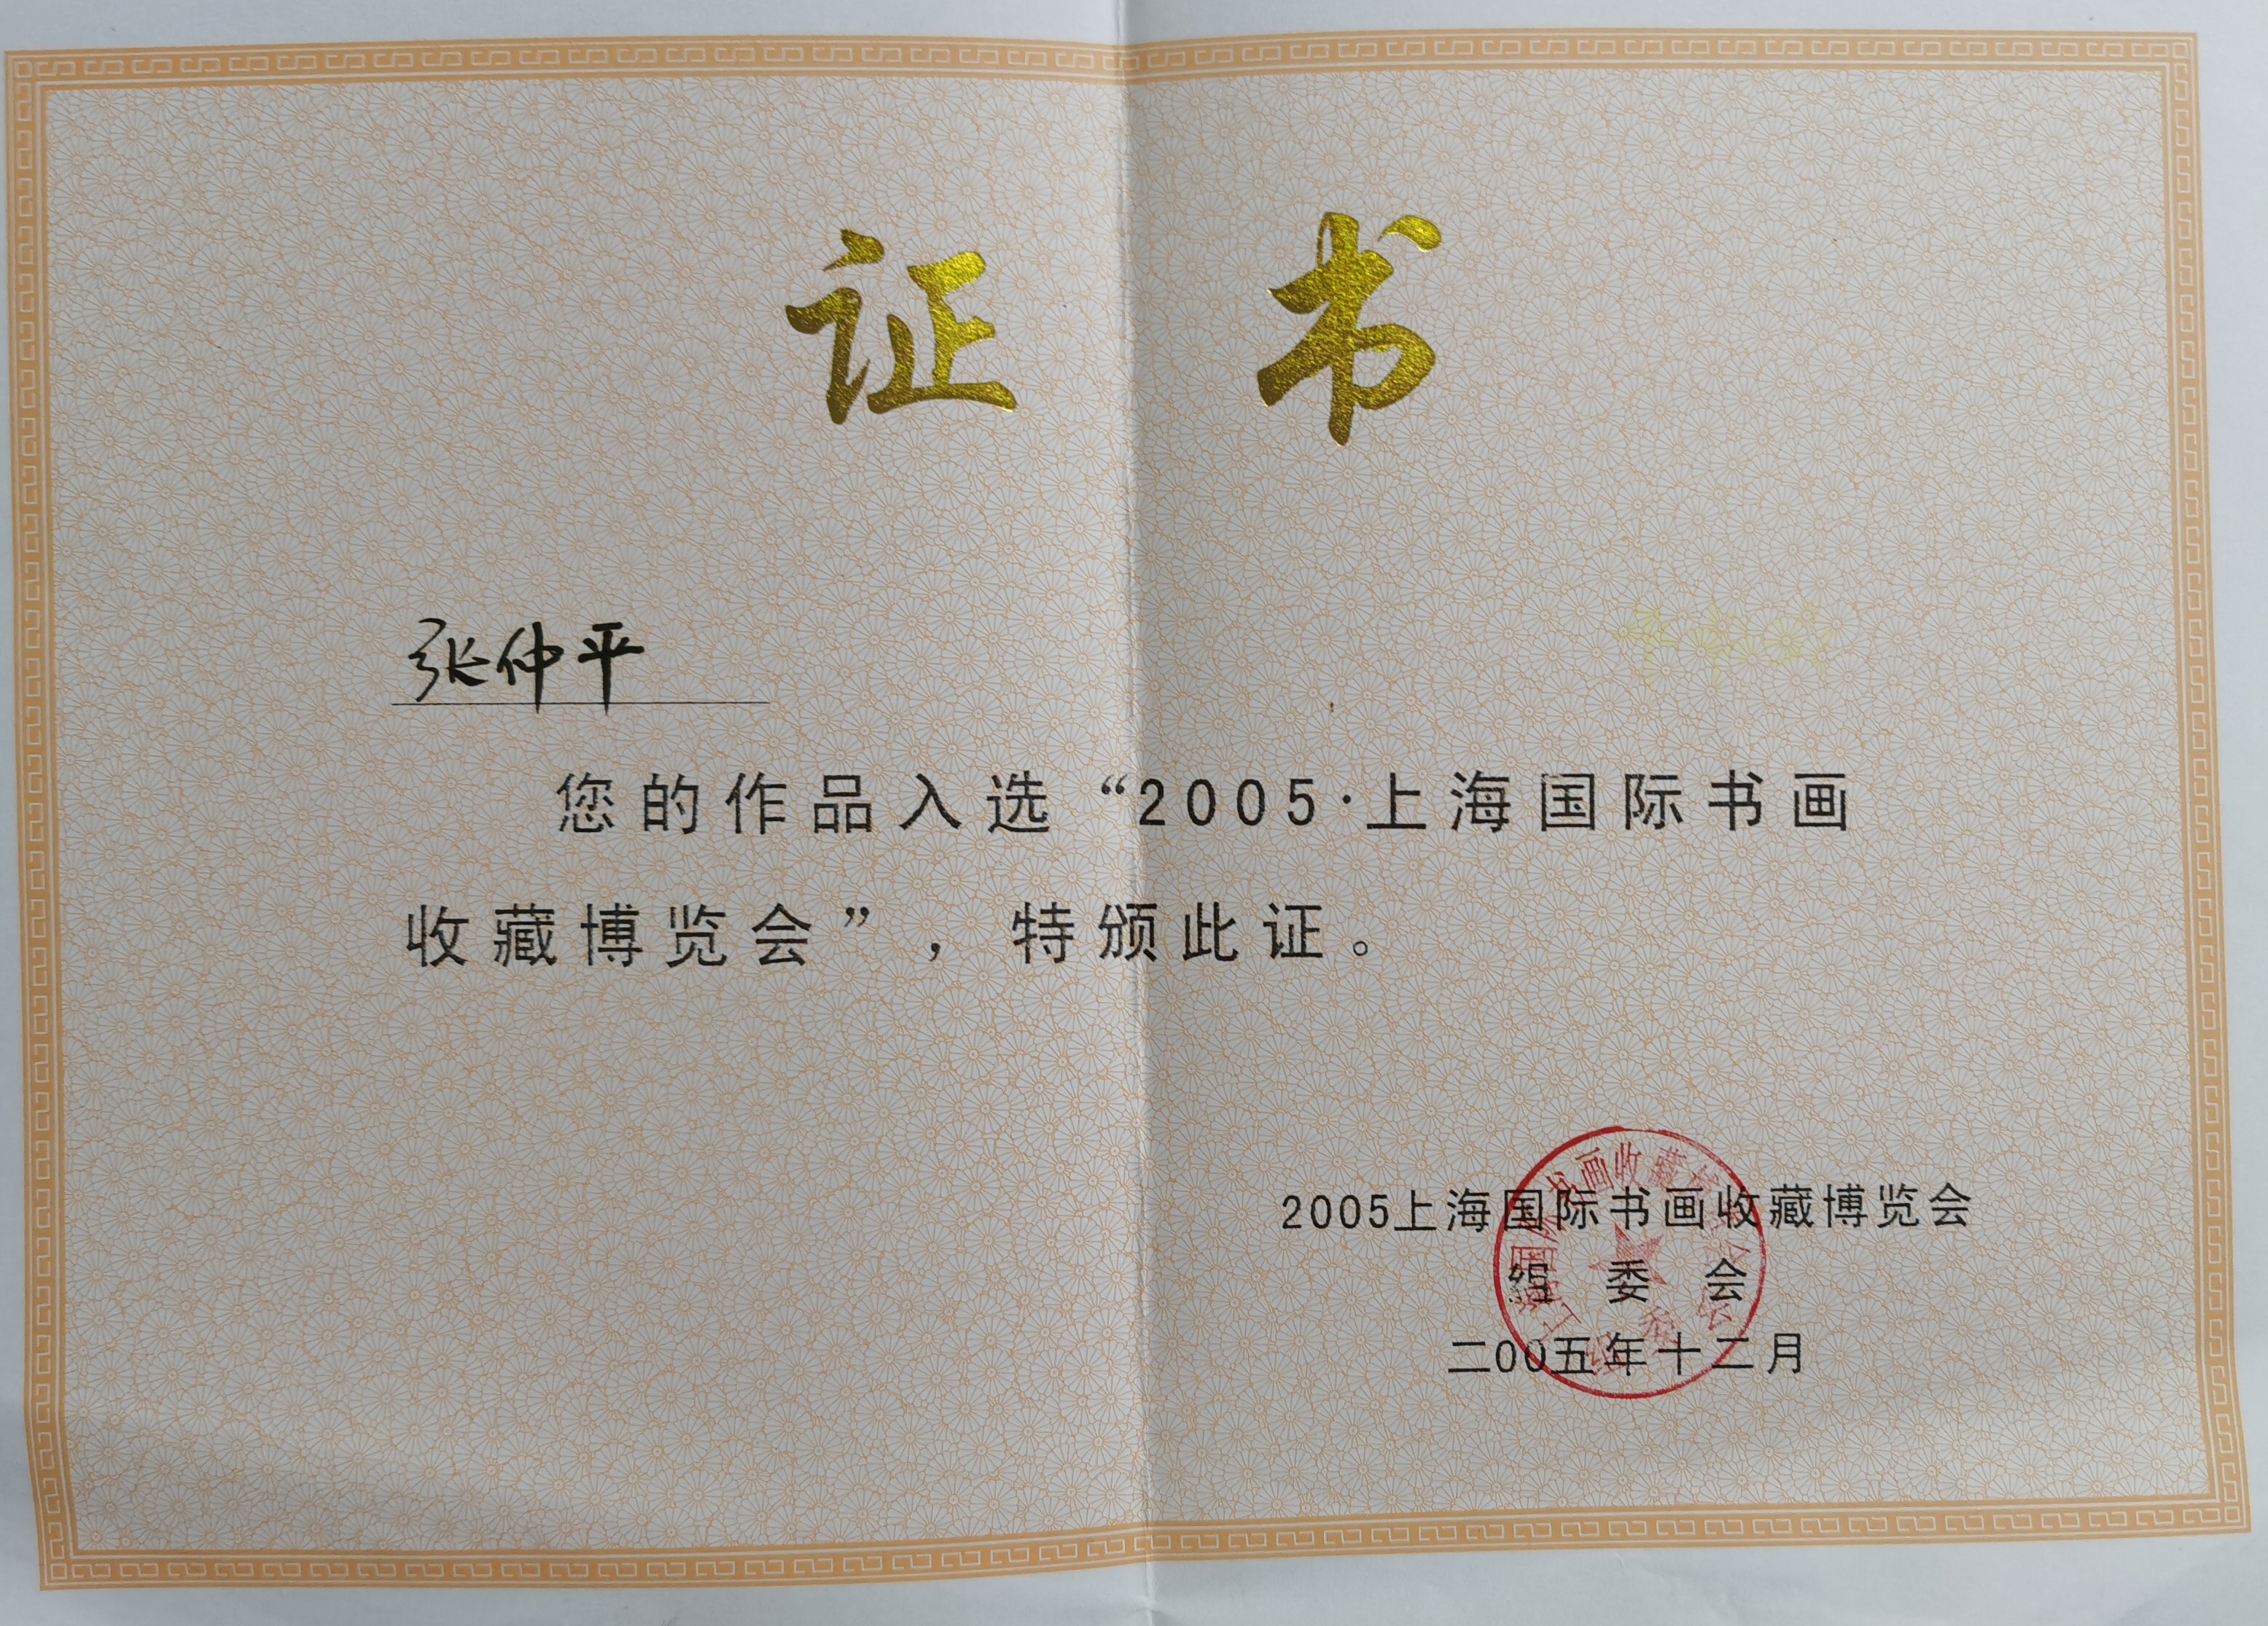 证书
张仲平
您的作品入选“2005·上海国际书画
收藏博览会”，特颁此证。
2005上海国际书画收藏博览会
组委会
二00五年十二月